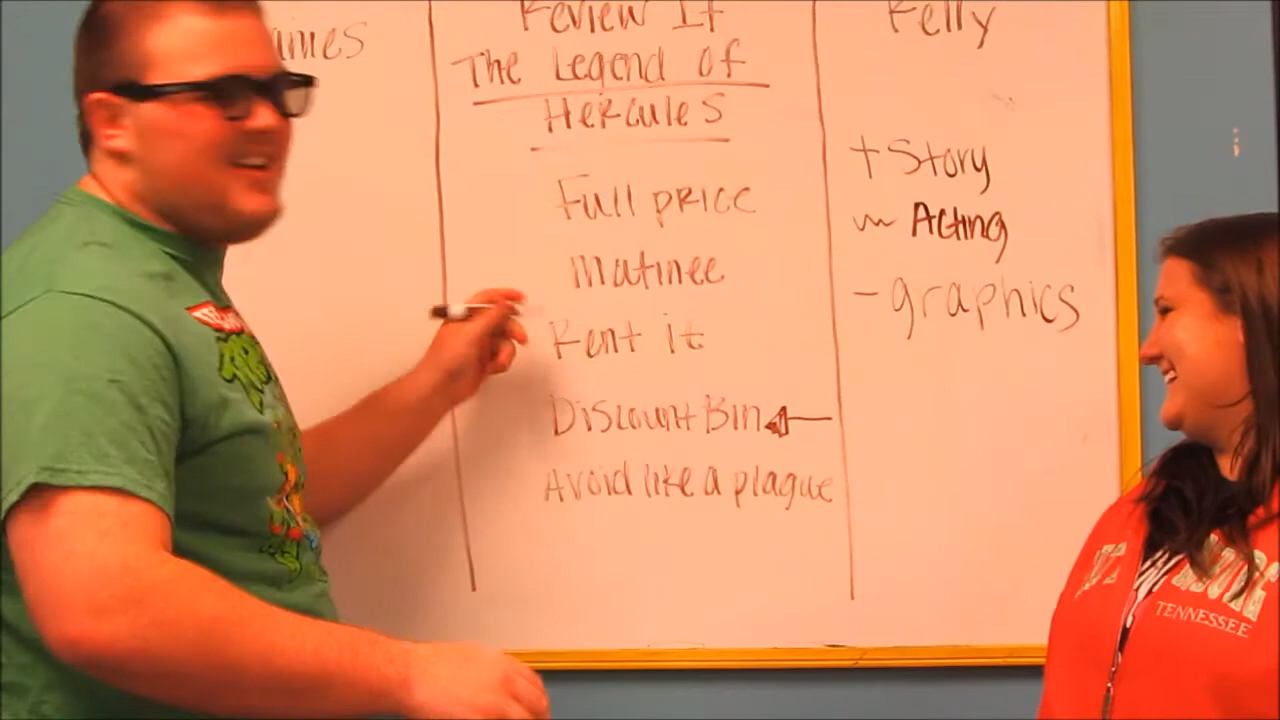 Review It
The Legend of
Hercules
Full price
Matinee
Rent it
Discount Bin
Avoid like a plague
Kelly
+ Story
~ Acting
- graphics
TENNESSEE